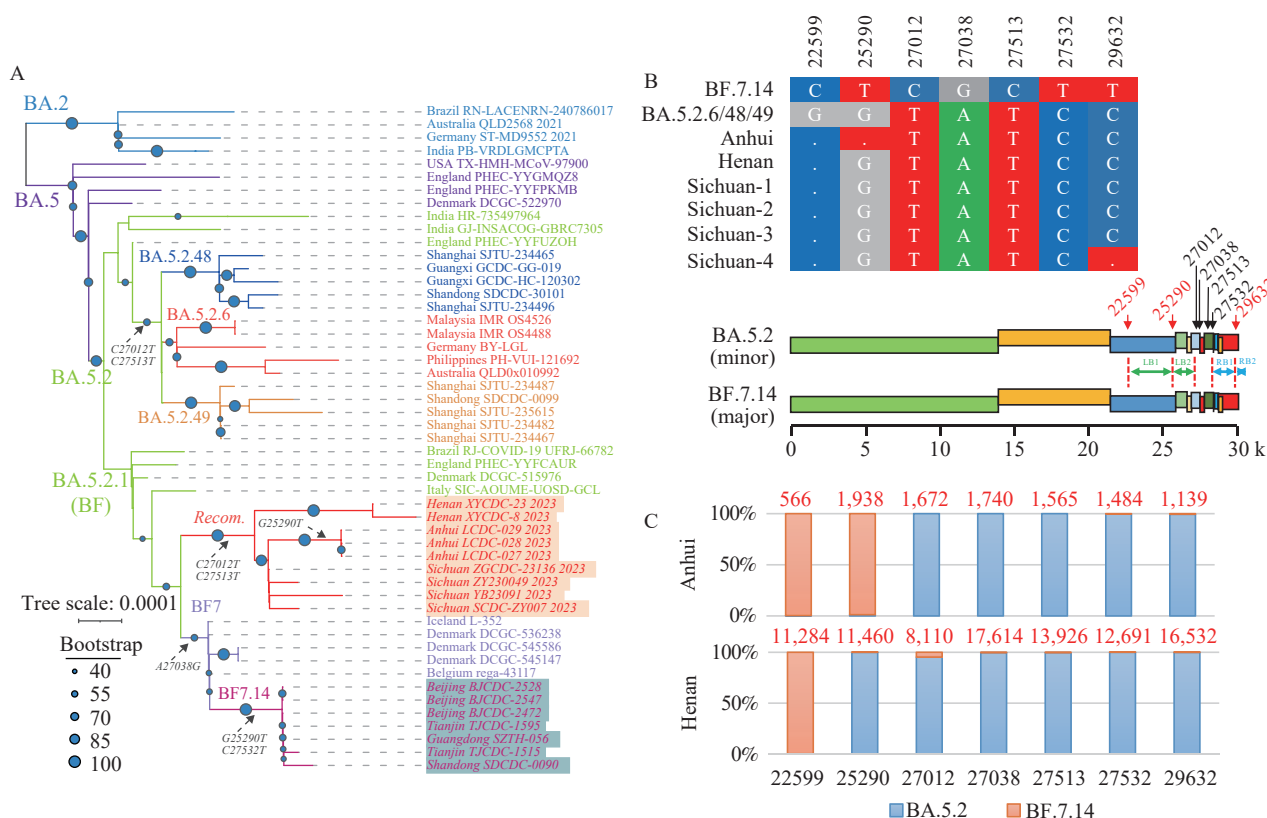 A
BA.2
Brazil RN-LACENRN-240786017
Australia QLD2568 2021
Germany ST-MD9552 2021
India PB-VRDLGMCPTA
BA.5
USA TX-HMH-MCoV-97900
England PHEC-YYGMQZ8
England PHEC-YYFPKMB
Denmark DCGC-522970
India HR-735497964
India GJ-INSACOG-GBRC7305
England PHEC-YYFUZOH
BA.5.2.48
Shanghai SJTU-234465
Guangxi GCDC-GG-019
Guangxi GCDC-HC-120302
Shandong SDCDC-30101
Shanghai SJTU-234496
BA.5.2.6
Malaysia IMR OS4526
Malaysia IMR OS4488
Germany BY-LGL
Philippines PH-VUI-121692
Australia QLD0x010992
C27012T
C27513T
BA.5.2
BA.5.2.49
Shanghai SJTU-234487
Shandong SDCDC-0099
Shanghai SJTU-235615
Shanghai SJTU-234482
Shanghai SJTU-234467
BA.5.2.1
(BF)
Brazil RJ-COVID-19 UFRJ-66782
England PHEC-YYFCAUR
Denmark DCGC-515976
Italy SIC-AOUME-UOSD-GCL
Recom.
G25290T
C27012T
C27513T
Henan XYCDC-23 2023
Henan XYCDC-8 2023
Anhui LCDC-029 2023
Anhui LCDC-028 2023
Anhui LCDC-027 2023
Sichuan ZGCDC-23136 2023
Sichuan ZY230049 2023
Sichuan YB23091 2023
Sichuan SCDC-ZY007 2023
BF7
A27038G
Iceland L-352
Denmark DCGC-536238
Denmark DCGC-545586
Denmark DCGC-545147
Belgium rega-43117
BF7.14
G25290T
C27532T
Beijing BJCDC-2528
Beijing BJCDC-2547
Beijing BJCDC-2472
Tianjin TJCDC-1595
Guangdong SZTH-056
Tianjin TJCDC-1515
Shandong SDCDC-0090
Tree scale: 0.0001
Bootstrap
40
55
70
85
100
B
22599 25290 27012 27038 27513 27532 29632
BF.7.14 C T C G C T T
BA.5.2.6/48/49 G G T A T C C
Anhui . . T A T C C
Henan . G T A T C C
Sichuan-1 . G T A T C C
Sichuan-2 . G T A T C C
Sichuan-3 . G T A T C C
Sichuan-4 . G T A T C .
22599 25290 27012 27038 27513 27532 29632
BA.5.2
(minor)
LB1 LB2 RB1 RB2
BF.7.14
(major)
0 5 10 15 20 25 30 k
C
566 1,938 1,672 1,740 1,565 1,484 1,139
100%
50%
0%
Anhui
11,284 11,460 8,110 17,614 13,926 12,691 16,532
100%
50%
0%
Henan
22599 25290 27012 27038 27513 27532 29632
BA.5.2 BF.7.14